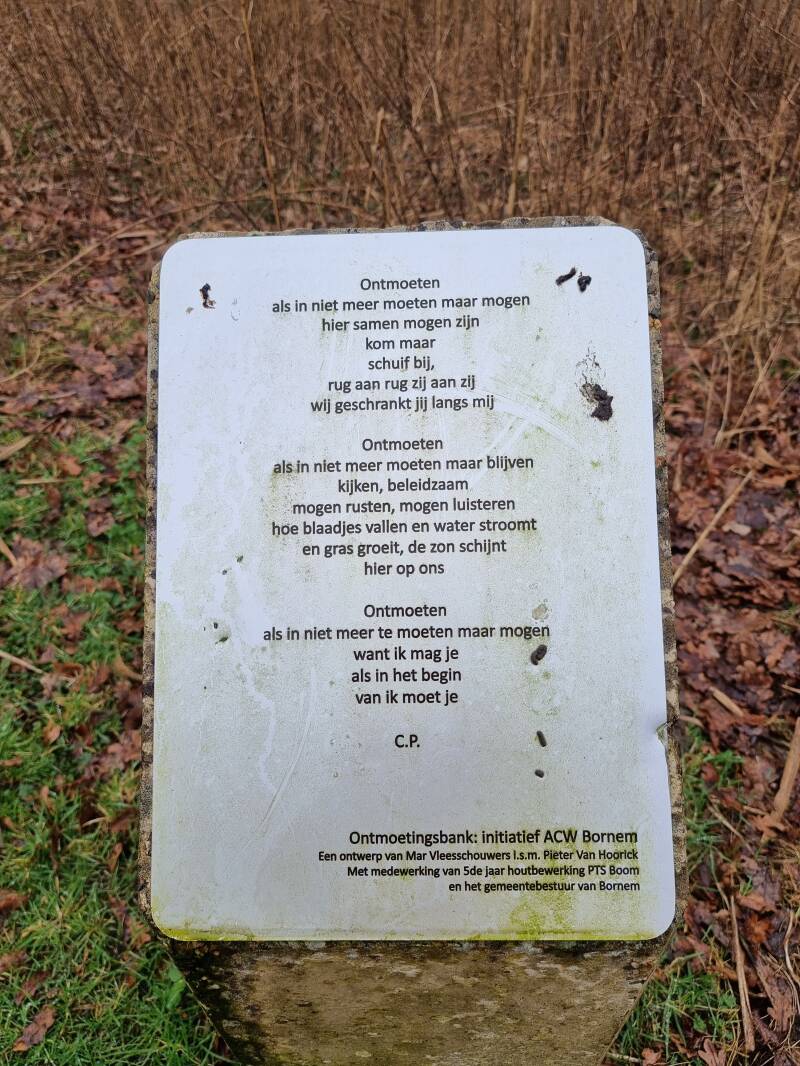 Ontmoeten
als in niet meer moeten maar mogen
hier samen mogen zijn
kom maar
schuif bij,
rug aan rug zij aan zij
wij geschrankt jij langs mij
Ontmoeten
als in niet meer moeten maar blijven
kijken, beleidzaam
mogen rusten, mogen luisteren
hoe blaadjes vallen en water stroomt
en gras groeit, de zon schijnt
hier op ons
Ontmoeten
als in niet meer te moeten maar mogen
want ik mag je
als in het begin
van ik moet je
C.P.
Ontmoetingsbank: initiatief ACW Bornem
Een ontwerp van Mar Vleesschouwers i.s.m. Pieter Van Hoorick
Met medewerking van 5de jaar houtbewerking PTS Boom
en het gemeentebestuur van Bornem